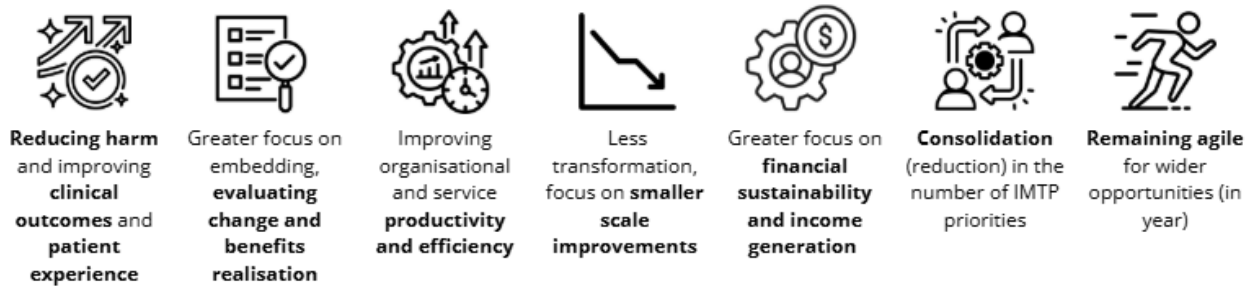 Reducing harm
and improving
clinical
outcomes and
patient
experience
Greater focus on
embedding,
evaluating
change and
benefits
realisation
Improving
organisational
and service
productivity
and efficiency
Less
transformation,
focus on smaller
scale
improvements
$
Greater focus on
financial
sustainability
and income
generation
Consolidation
(reduction) in the
number of IMTP
priorities
Remaining agile
for wider
opportunities (in
year)